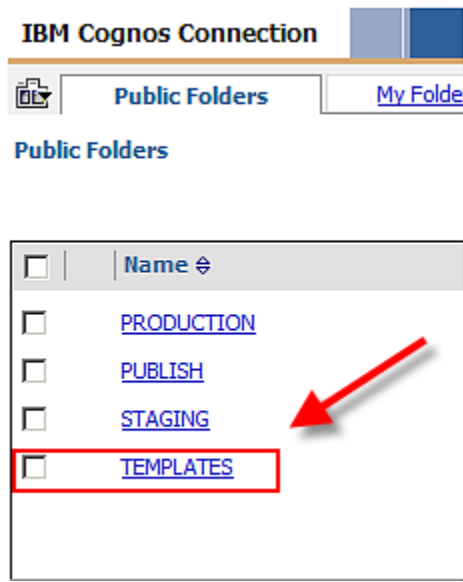 IBM Cognos Connection
Public Folders My Folde
Public Folders
Name
PRODUCTION
PUBLISH
STAGING
TEMPLATES